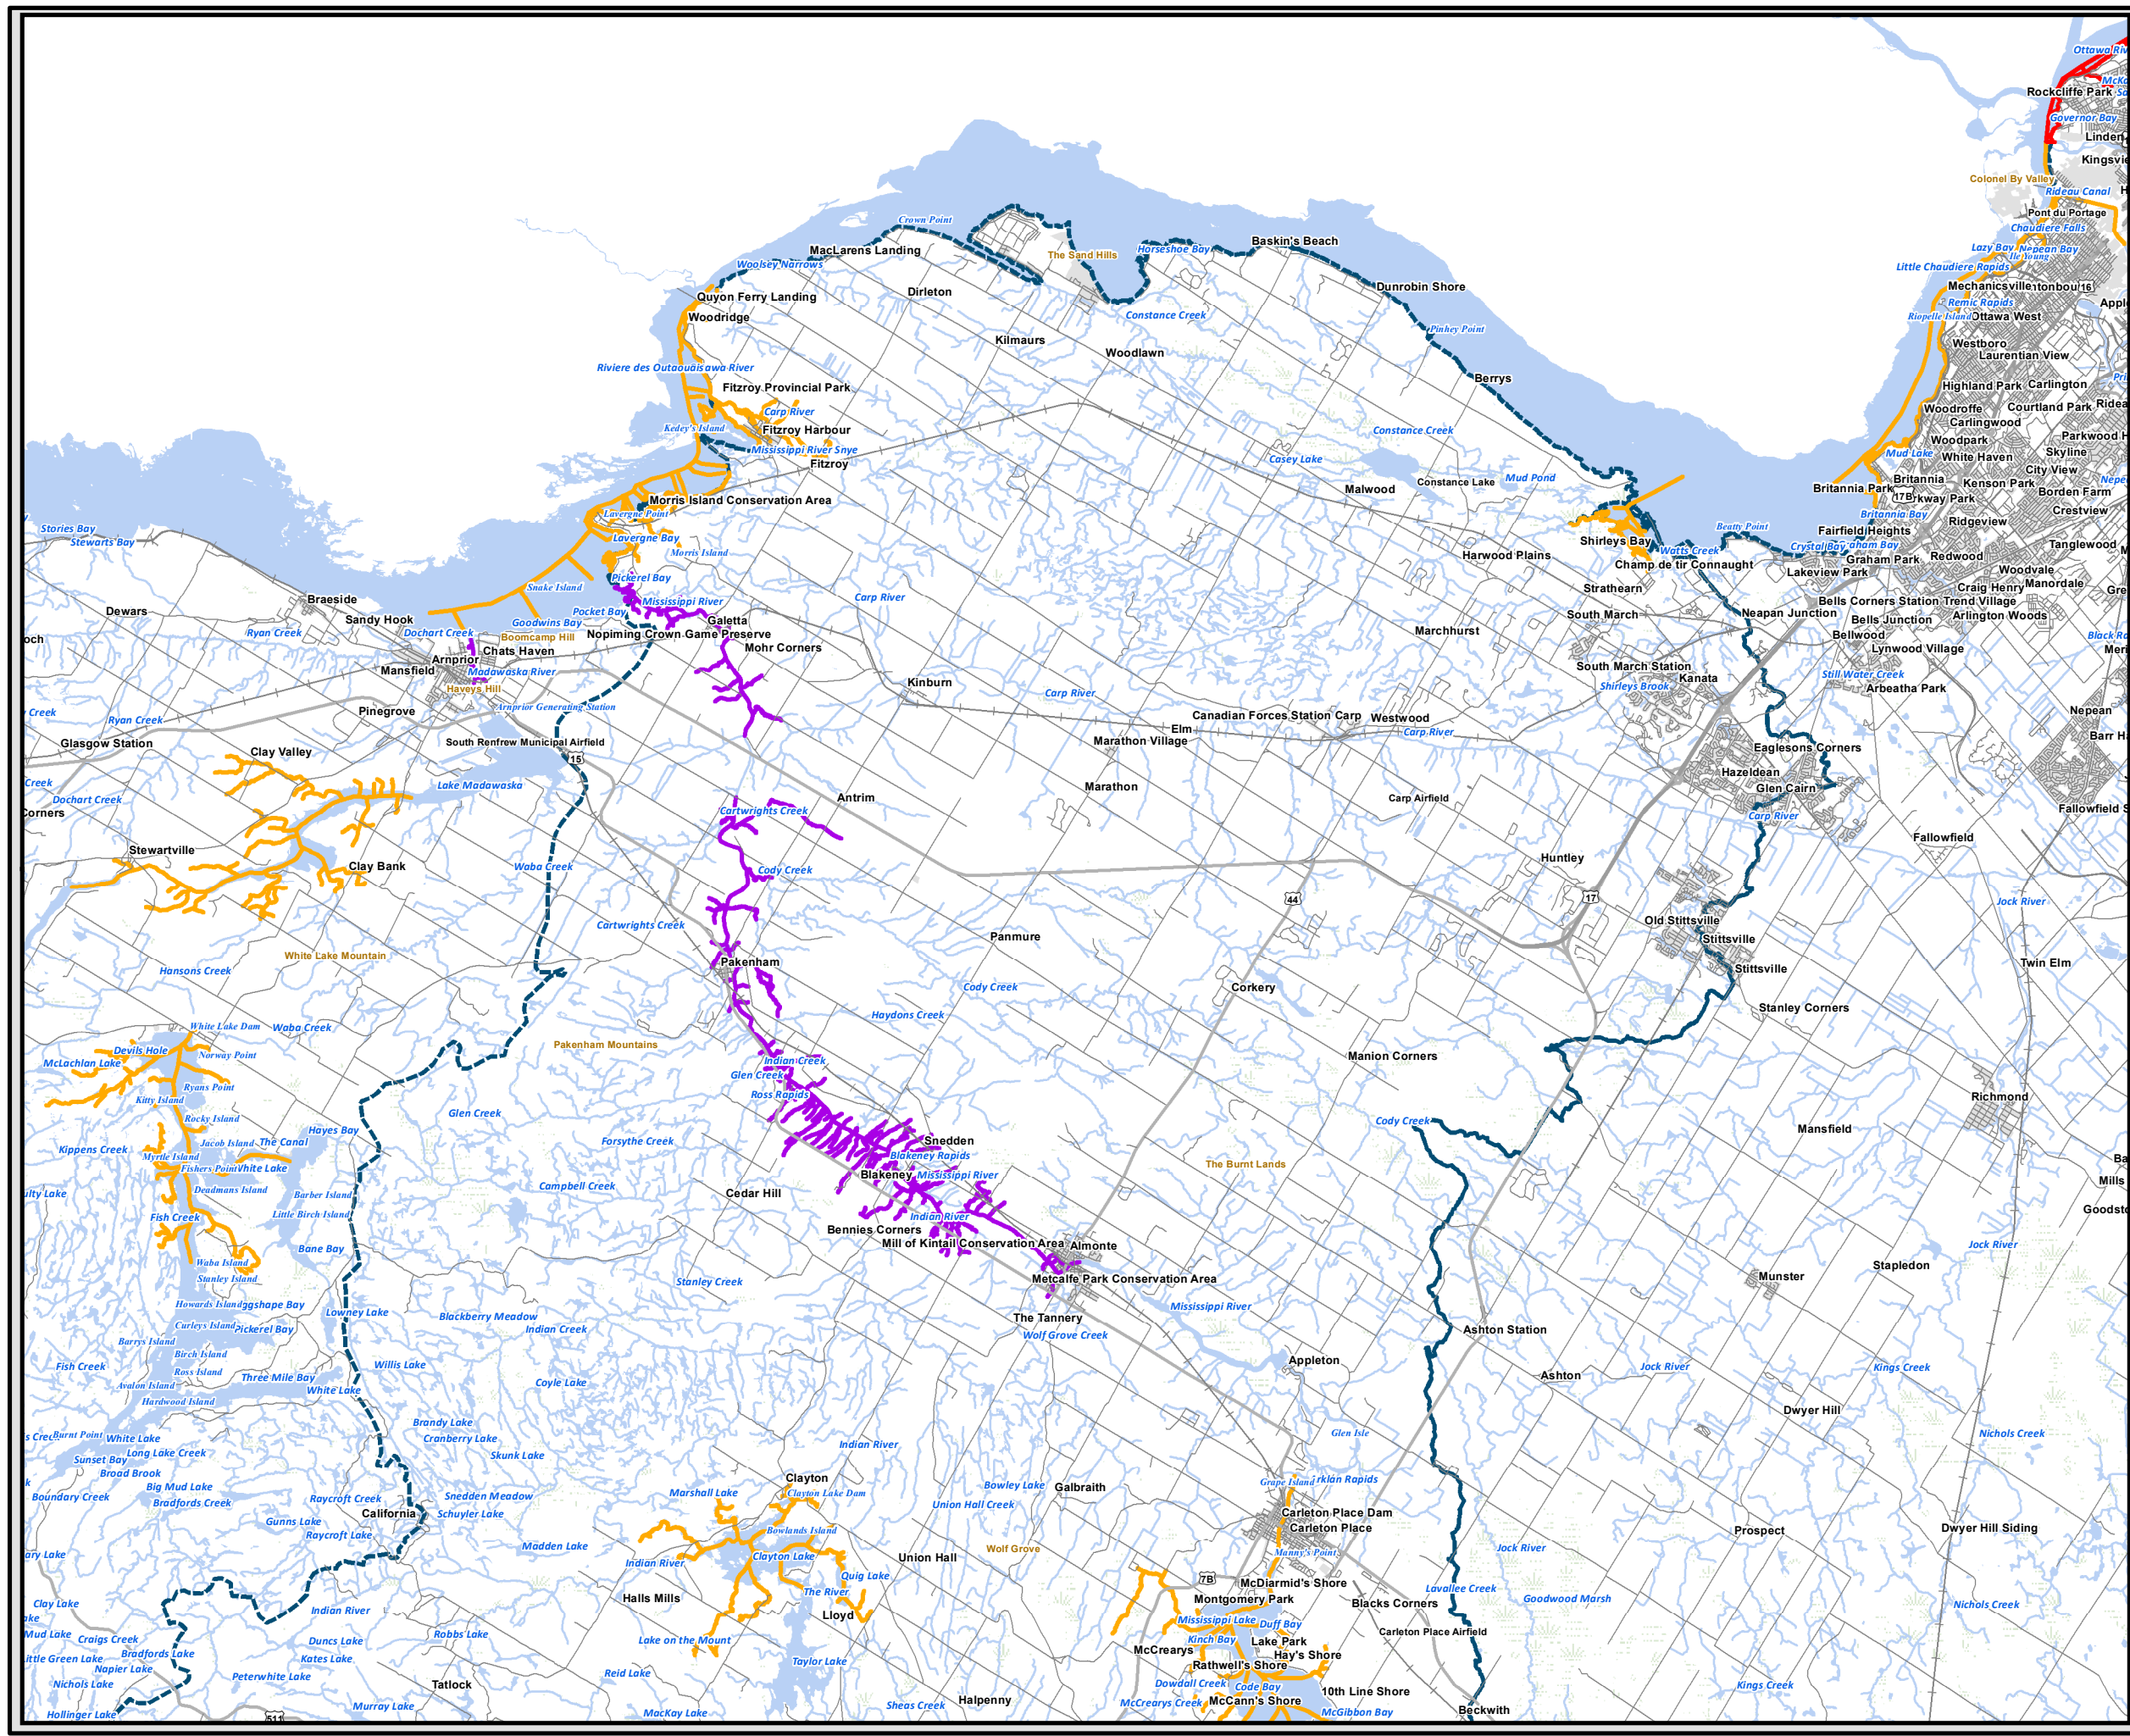 Ottawa Riv
Rockcliffe Park
Governor Bay
Linden
Kingsvie
Colonel By Valley
Rideau Canal
Pont du Portage
Crown Point
Chaudiere Falls
MacLarens Landing
Baskin's Beach
Horseshoe Bay
The Sand Hills
Lazy Bay
Nepean Bay
Ile Young
Woolsey Narrows
Little Chaudiere Rapids
Quyon Ferry Landing
Dirleton
Dunrobin Shore
Mechanicsville
16
Remic Rapids
Woodridge
Constance Creek
Riopelle Island
Ottawa West
Pinhey Point
Kilmaurs
Woodlawn
Westboro
Laurentian View
Riviere des Outaouais
Berrys
Fitzroy Provincial Park
Highland Park
Carlington
Carp River
Woodroffe
Courtland Park
Kedey's Island
Fitzroy Harbour
Constance Creek
Carlingwood
Woodpark
Parkwood H
Mississippi River Snye
Casey Lake
Mud Lake
White Haven
Skyline
Fitzroy
City View
Mud Pond
Constance Lake
Malwood
Britannia Park
Britannia
Kenson Park
Morris Island Conservation Area
17B
Borden Farm
Lavergne Point
Britannia Bay
Crestview
Stories Bay
Beatty Point
Ridgeview
Stewarts Bay
Lavergne Bay
Shirleys Bay
Fairfield Heights
Morris Island
Harwood Plains
Watts Creek
Crystal Bay
Tanglewood
Champ de tir Connaught
Graham Park
Redwood
Pickerel Bay
Lakeview Park
Woodvale
Snake Island
Strathearn
Craig Henry
Manordale
Braeside
Mississippi River
Carp River
Bells Corners Station
Trend Village
Dewars
Pocket Bay
South March
Neapan Junction
Arlington Woods
Sandy Hook
Goodwins Bay
Galetta
Bells Junction
Ryan Creek
Dochart Creek
Boomcamp Hill
Nopiming Crown Game Preserve
Marchhurst
Bellwood
Chats Haven
Mohr Corners
Lynwood Village
Arnprior
Mansfield
Madawaska River
South March Station
Still Water Creek
Haveys Hill
Kinburn
Carp River
Shirleys Brook
Kanata
Arbeatha Park
Pinegrove
Arnprior Generating Station
Nepean
Ryan Creek
Canadian Forces Station Carp
Westwood
Glasgow Station
South Renfrew Municipal Airfield
Elm
Carp River
Clay Valley
15
Marathon Village
Eaglesons Corners
Lake Madawaska
Marathon
Hazeldean
Dochart Creek
Cartwrights Creek
Antrim
Carp Airfield
Glen Cairn
Corners
Carp River
Fallowfield S
Stewartville
Fallowfield
Clay Bank
Waba Creek
Cody Creek
Huntley
44
17
Jock River
Cartwrights Creek
Old Stittsville
Panmure
Stittsville
White Lake Mountain
Pakenham
Twin Elm
Hansons Creek
Stittsville
Cody Creek
Corkery
Stanley Corners
White Lake Dam
Waba Creek
Haydons Creek
Devils Hole
Norway Point
Pakenham Mountains
Manion Corners
McLachlan Lake
Indian Creek
Glen Creek
Ryans Point
Kitty Island
Ross Rapids
Richmond
Rocky Island
Glen Creek
Cody Creek
Hayes Bay
Mansfield
Kippens Creek
Jacob Island
The Canal
Forsythe Creek
Snedden
Myrtle Island
Blakeney Rapids
Fishers Point
White Lake
The Burnt Lands
Blakeney
Mississippi River
Deadmans Island
Campbell Creek
Cedar Hill
Barber Island
Fish Creek
Little Birch Island
Indian River
Bennies Corners
Bane Bay
Mill of Kintail Conservation Area
Almonte
Jock River
Waba Island
Stapledon
Stanley Island
Stanley Creek
Metcalfe Park Conservation Area
Munster
Howards Island
Lowney Lake
Blackberry Meadow
Mississippi River
Curleys Island
Pickerel Bay
The Tannery
Barrys Island
Indian Creek
Wolf Grove Creek
Ashton Station
Birch Island
Fish Creek
Willis Lake
Appleton
Jock River
Kings Creek
Ross Island
Three Mile Bay
Coyle Lake
Ashton
Avalon Island
White Lake
Hardwood Island
Dwyer Hill
Burnt Point
White Lake
Brandy Lake
Cranberry Lake
Glen Isle
Nichols Creek
Long Lake Creek
Skunk Lake
Indian River
Sunset Bay
Broad Brook
Clayton
Grape Island
Big Mud Lake
Marshall Lake
Clayton Lake Dam
Bowley Lake
Galbraith
Boundary Creek
Raycroft Creek
Snedden Meadow
Union Hall Creek
Bradfords Creek
California
Schuyler Lake
Carleton Place Dam
Gunns Lake
Bowlands Island
Carleton Place
Prospect
Dwyer Hill Siding
Raycroft Lake
Madden Lake
Wolf Grove
Manny's Point
Jock River
Clayton Lake
Union Hall
Indian River
Quig Lake
7B
McDiarmid's Shore
Lavallee Creek
The River
Halls Mills
Montgomery Park
Goodwood Marsh
Clay Lake
Indian River
Lloyd
Blacks Corners
Nichols Creek
Mississippi Lake
Duff Bay
Mud Lake
Craigs Creek
Duncs Lake
Robbs Lake
Lake on the Mount
Kinch Bay
Lake Park
Carleton Place Airfield
Little Green Lake
Bradfords Lake
Kates Lake
McCrearys
Hay's Shore
Napier Lake
Taylor Lake
Rathwell's Shore
Nichols Lake
Peterwhite Lake
Reid Lake
Dowdall Creek
Code Bay
Tatlock
10th Line Shore
Kings Creek
Murray Lake
Halpenny
McCrearys Creek
McCann's Shore
Hollinger Lake
MacKay Lake
Sheas Creek
McGibbon Bay
Beckwith
511